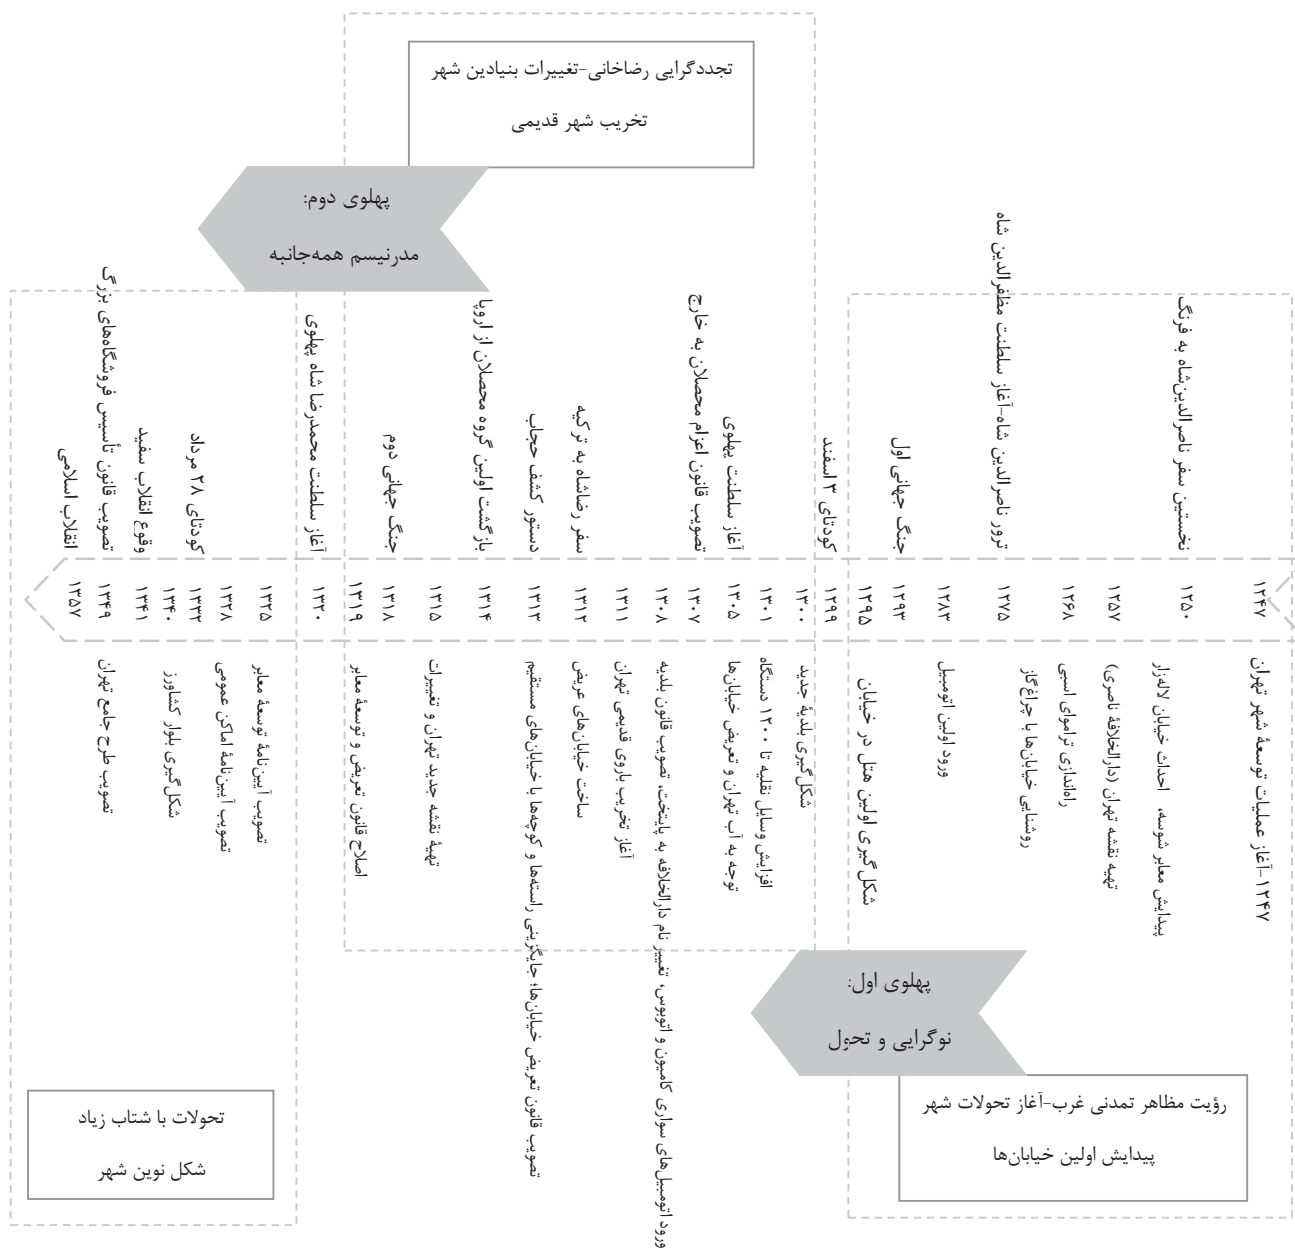 تجددگرایی رضاخانی-تغییرات بنیادین شهر
تخریب شهر قدیمی
پهلوی دوم:
مدرنیسم همه‌جانبه
نخستین سفر ناصرالدین‌شاه به فرنگ
ترور ناصرالدین شاه-آغاز سلطنت مظفرالدین شاه
جنگ جهانی اول
کودتای ۳ اسفند
آغاز سلطنت پهلوی
تصویب قانون اعزام محصلان به خارج
سفر رضاشاه به ترکیه
دستور کشف حجاب
بازگشت اولین گروه محصلان از اروپا
جنگ جهانی دوم
آغاز سلطنت محمدرضا شاه پهلوی
کودتای ۲۸ مرداد
وقوع انقلاب سفید
تصویب قانون تأسیس فروشگاه‌های بزرگ
انقلاب اسلامی
۱۲۴۷
۱۲۵۰
۱۲۵۷
۱۲۶۸
۱۲۷۵
۱۲۸۳
۱۲۹۳
۱۲۹۵
۱۲۹۹
۱۳۰۰
۱۳۰۱
۱۳۰۵
۱۳۰۷
۱۳۰۸
۱۳۱۱
۱۳۱۲
۱۳۱۳
۱۳۱۴
۱۳۱۵
۱۳۱۸
۱۳۱۹
۱۳۲۰
۱۳۲۵
۱۳۲۸
۱۳۳۲
۱۳۴۰
۱۳۴۱
۱۳۴۹
۱۳۵۷
۱۲۴۷-آغاز عملیات توسعهٔ شهر تهران
پیدایش معابر شوسه، احداث خیابان لاله‌زار
تهیه نقشه تهران (دارالخلافهٔ ناصری)
راه‌اندازی تراموای اسبی
روشنایی خیابان‌ها با چراغ گاز
ورود اولین اتومبیل
شکل‌گیری اولین هتل در خیابان
شکل‌گیری بلدیهٔ جدید
افزایش وسایل نقلیه تا ۱۲۰۰ دستگاه
توجه به آب تهران و تعریض خیابان‌ها
ورود اتومبیل‌های سواری کامیون و اتوبوس، تغییر نام دارالخلافه به پایتخت، تصویب قانون بلدیه
آغاز تخریب باروی قدیمی تهران
ساخت خیابان‌های عریض
تصویب قانون تعریض خیابان‌ها؛ جایگزینی راسته‌ها و کوچه‌ها با خیابان‌های مستقیم
تهیهٔ نقشه جدید تهران و تغییرات
اصلاح قانون تعریض و توسعهٔ معابر
تصویب آیین‌نامهٔ توسعهٔ معابر
تصویب آیین‌نامهٔ اماکن عمومی
شکل‌گیری بلوار کشاورز
تصویب طرح جامع تهران
پهلوی اول:
نوگرایی و تحول
رؤیت مظاهر تمدنی غرب-آغاز تحولات شهر
پیدایش اولین خیابان‌ها
تحولات با شتاب زیاد
شکل نوین شهر